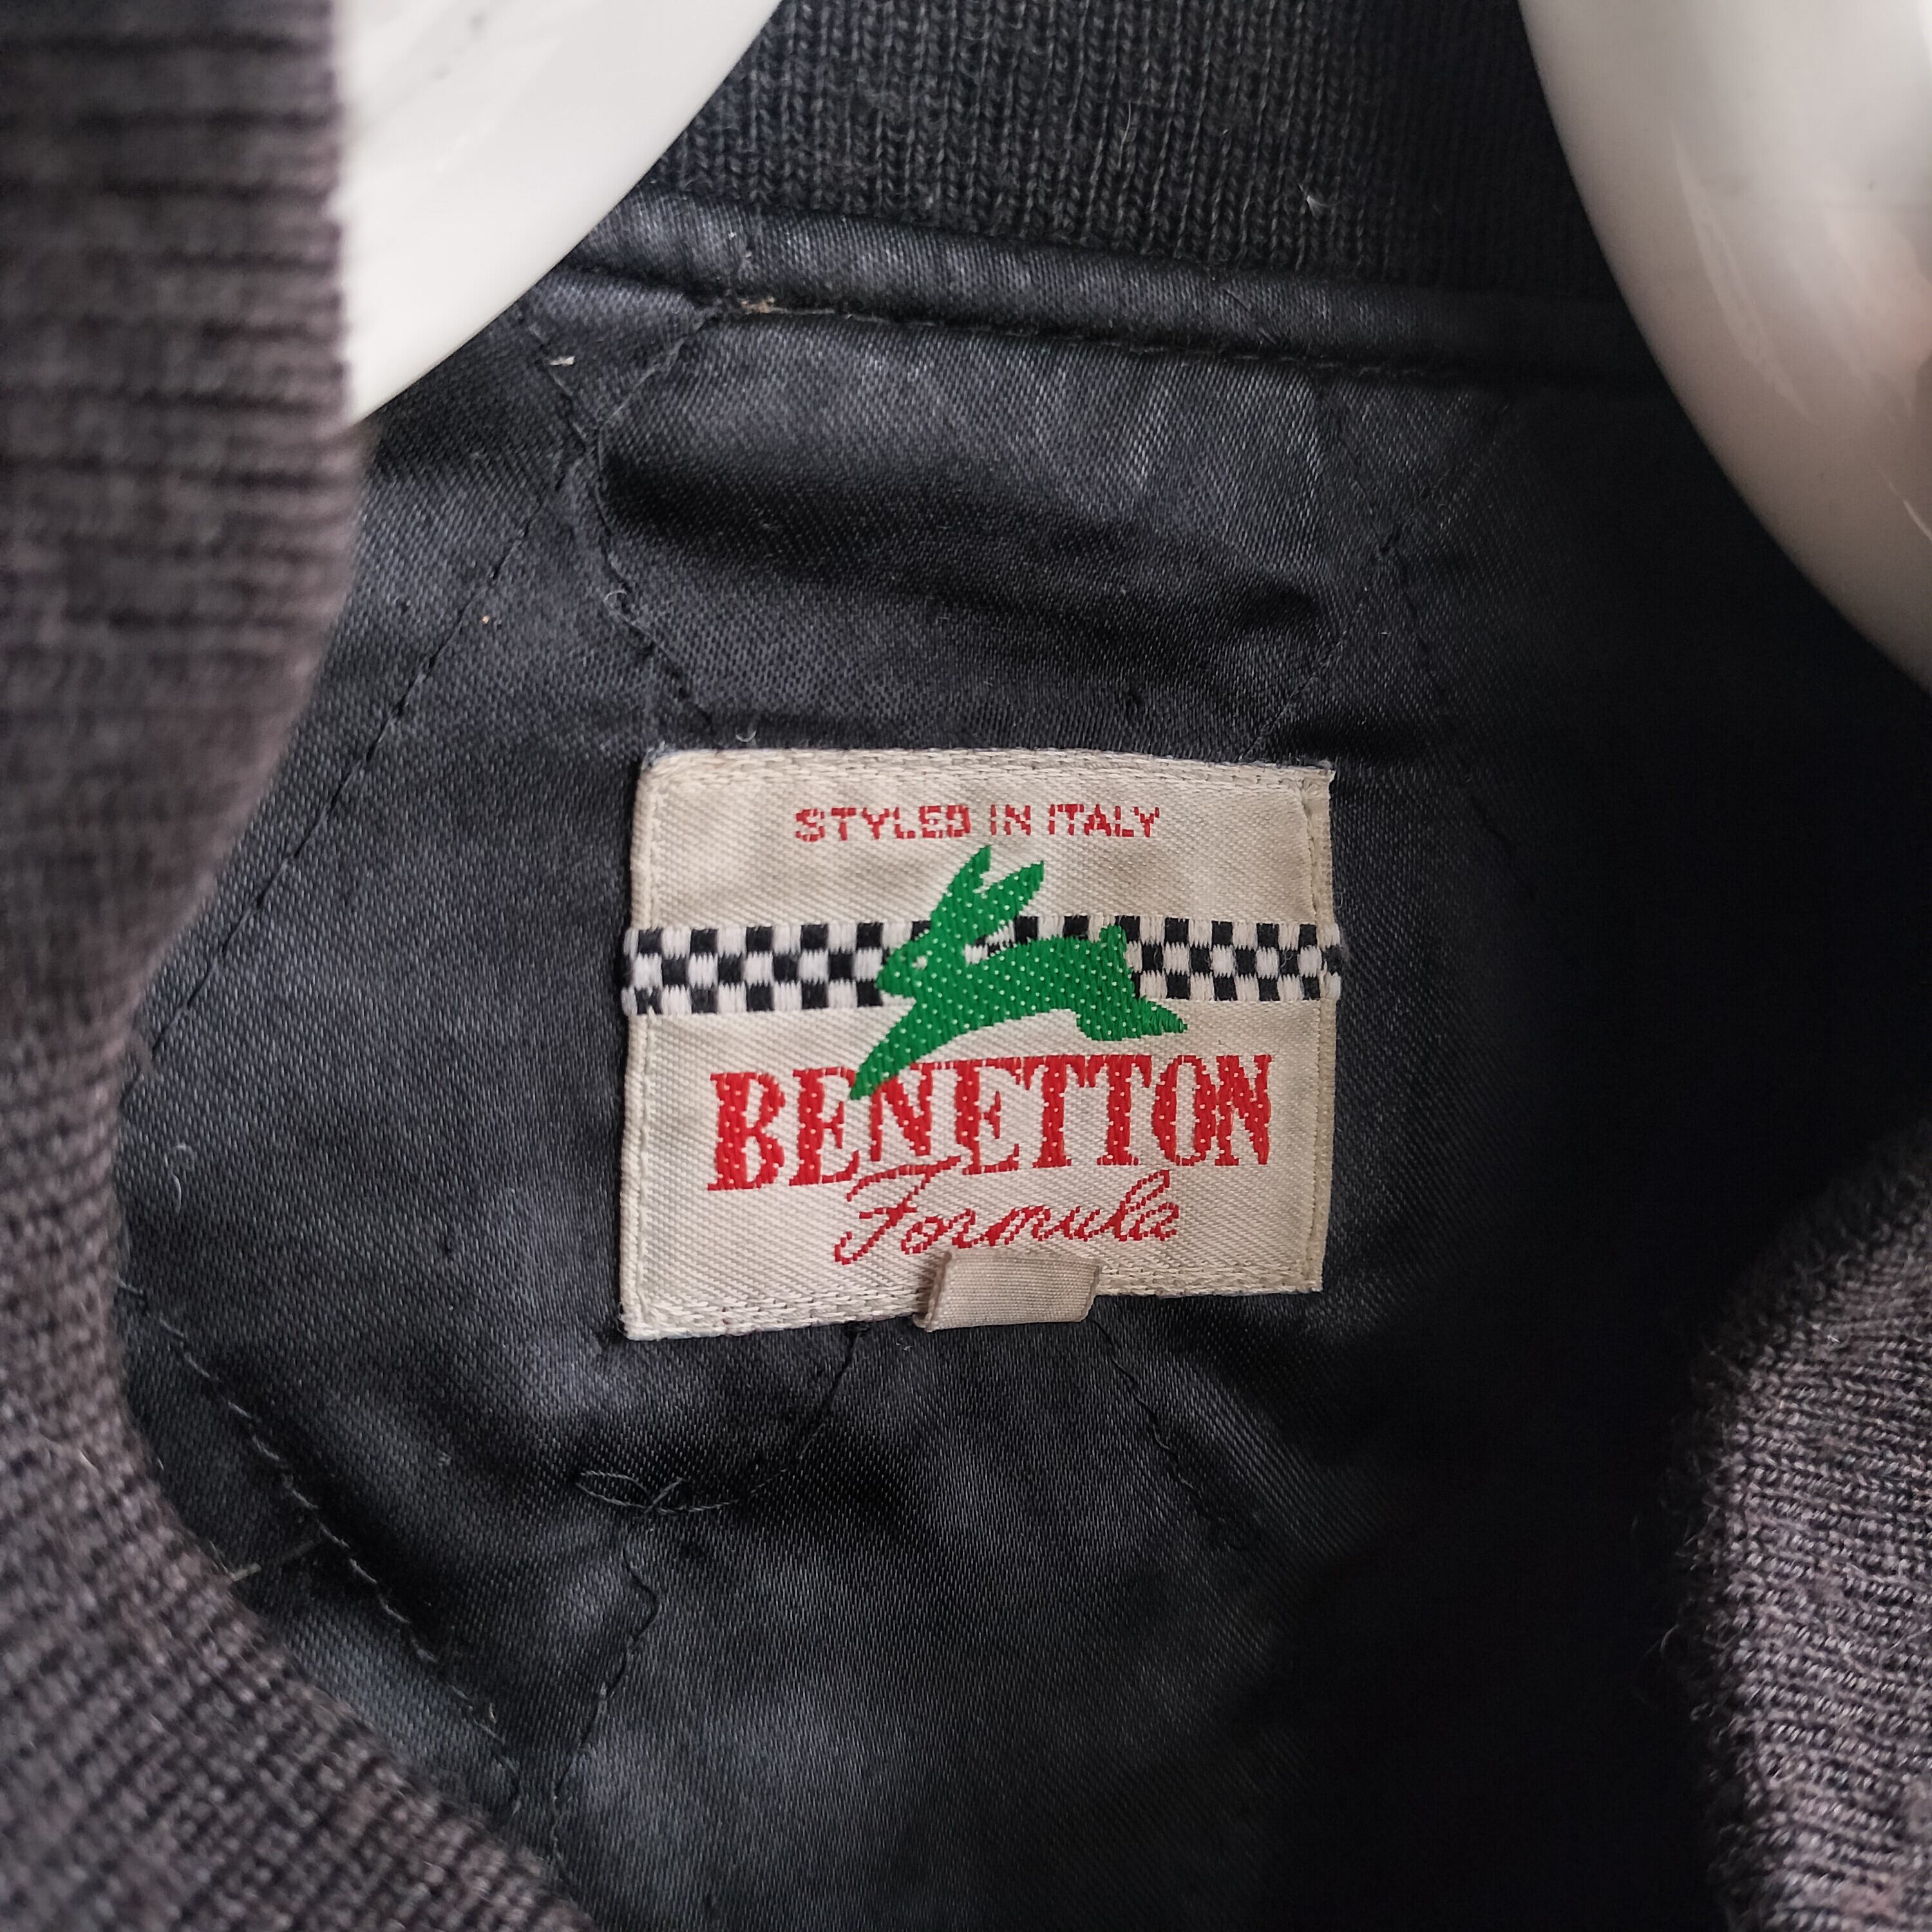 STYLED IN ITALY
BENETTON
Formula